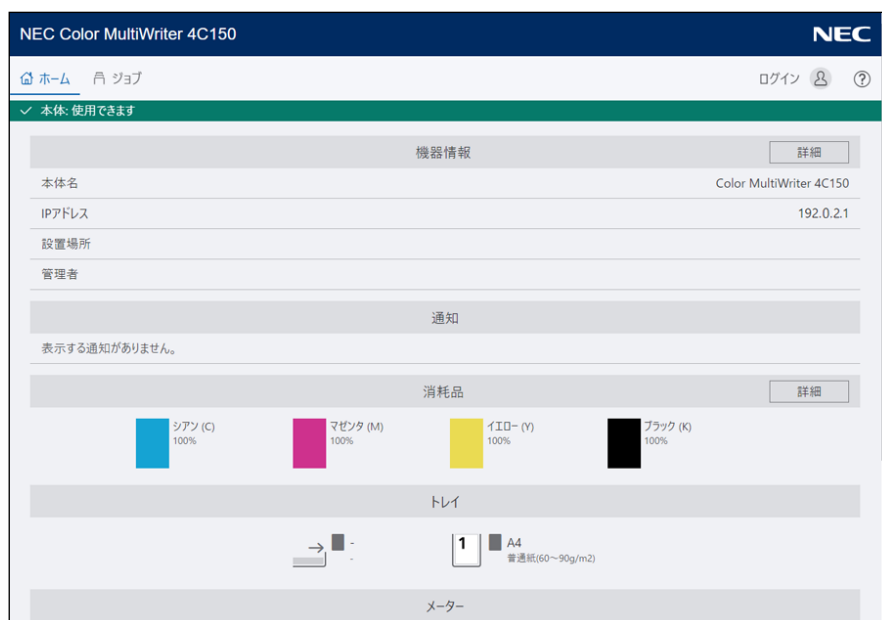 NEC Color MultiWriter 4C150
NEC
ホーム ジョブ ログイン ?
本体: 使用できます
機器情報 詳細
本体名 Color MultiWriter 4C150
IPアドレス 192.0.2.1
設置場所
管理者
通知
表示する通知がありません。
消耗品 詳細
シアン (C)
100%
マゼンタ (M)
100%
イエロー (Y)
100%
ブラック (K)
100%
トレイ
-
-
1
A4
普通紙(60～90g/m2)
メーター